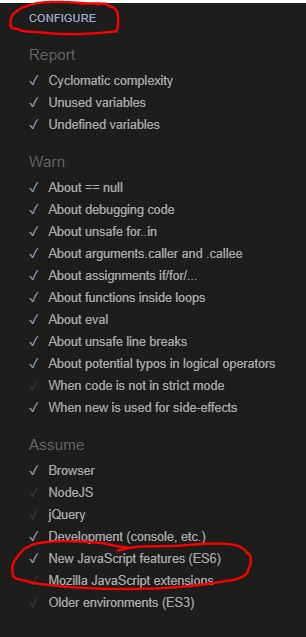 CONFIGURE
Report
Cyclomatic complexity
Unused variables
Undefined variables
Warn
About == null
About debugging code
About unsafe for..in
About arguments.caller and .callee
About assignments if/for/...
About functions inside loops
About eval
About unsafe line breaks
About potential typos in logical operators
When code is not in strict mode
When new is used for side-effects
Assume
Browser
NodeJS
jQuery
Development (console, etc.)
New JavaScript features (ES6)
Mozilla JavaScript extensions
Older environments (ES3)